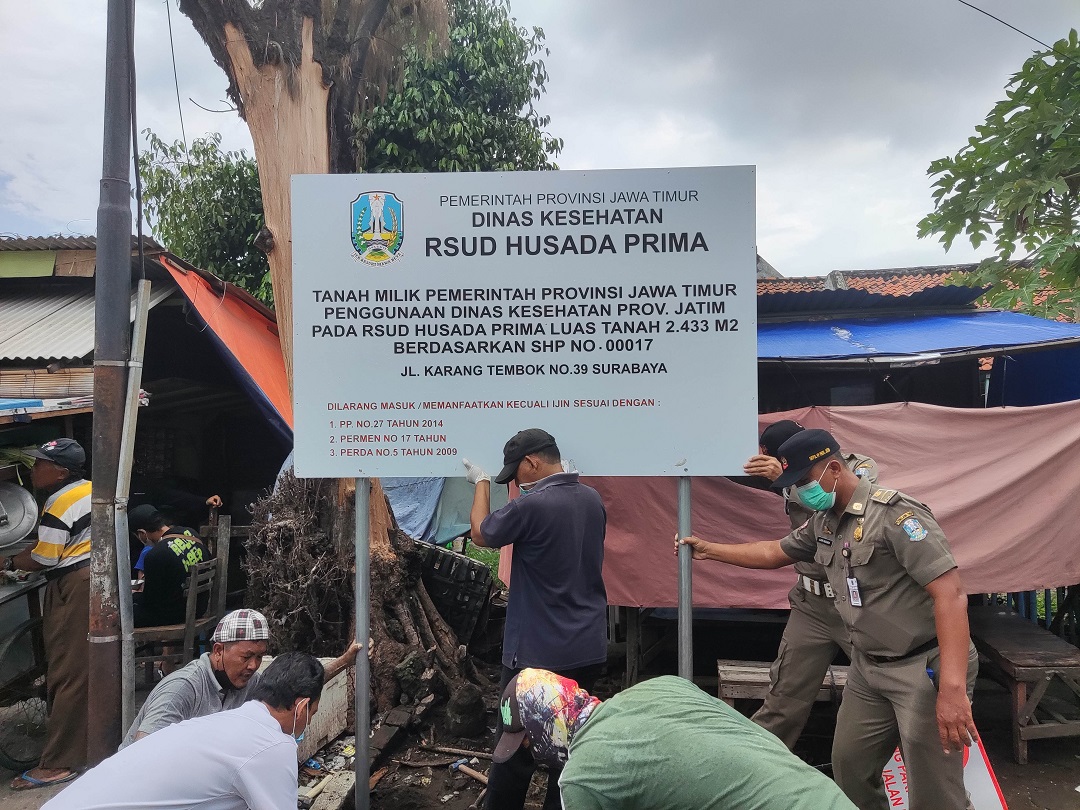 PEMERINTAH PROVINSI JAWA TIMUR
DINAS KESEHATAN
RSUD HUSADA PRIMA
TANAH MILIK PEMERINTAH PROVINSI JAWA TIMUR
PENGGUNAAN DINAS KESEHATAN PROV. JATIM
PADA RSUD HUSADA PRIMA LUAS TANAH 2.433 M2
BERDASARKAN SHP NO.00017
JL. KARANG TEMBOK NO.39 SURABAYA
DILARANG MASUK / MEMANFAATKAN KECUALI IJIN SESUAI DENGAN :
1. PP. NO.27 TAHUN 2014
2. PERMEN NO 17 TAHUN
3. PERDA NO.5 TAHUN 2009